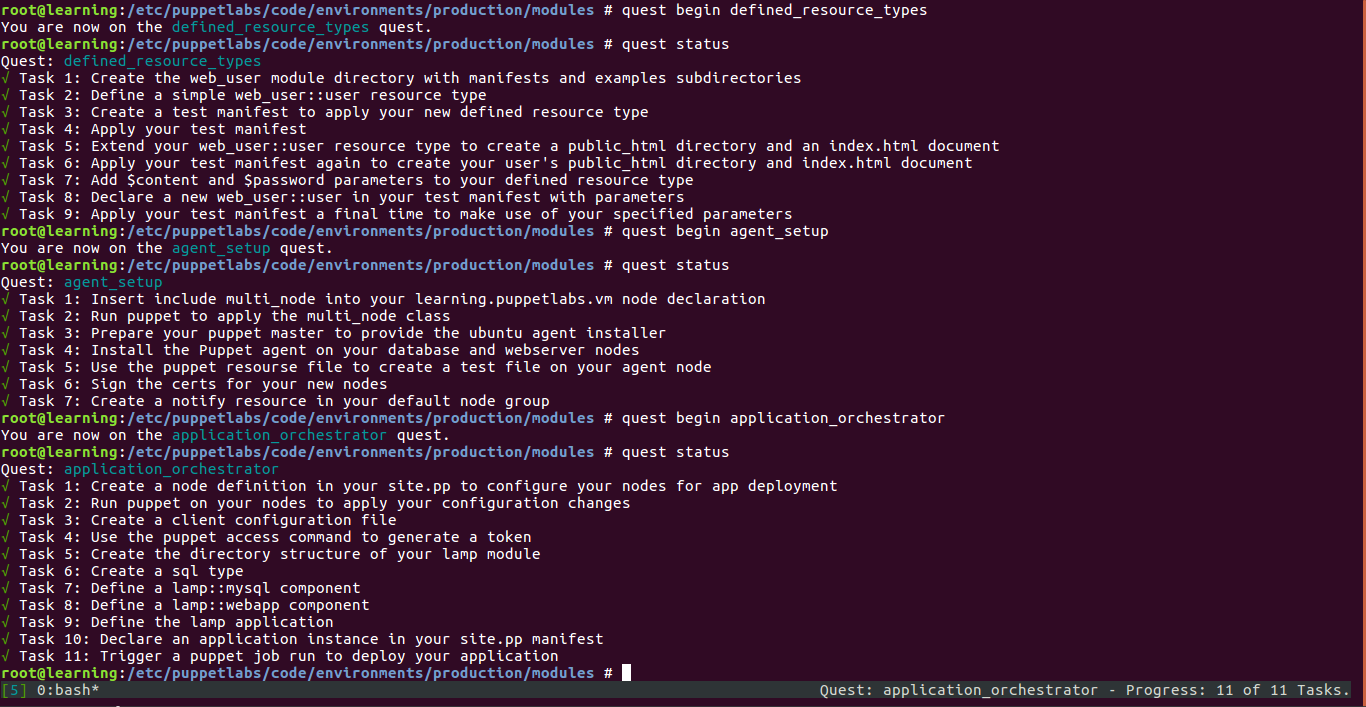 root@learning:/etc/puppetlabs/code/environments/production/modules # quest begin defined_resource_types
You are now on the defined_resource_types quest.
root@learning:/etc/puppetlabs/code/environments/production/modules # quest status
Quest: defined_resource_types
√ Task 1: Create the web_user module directory with manifests and examples subdirectories
√ Task 2: Define a simple web_user::user resource type
√ Task 3: Create a test manifest to apply your new defined resource type
√ Task 4: Apply your test manifest
√ Task 5: Extend your web_user::user resource type to create a public_html directory and an index.html document
√ Task 6: Apply your test manifest again to create your user's public_html directory and index.html document
√ Task 7: Add $content and $password parameters to your defined resource type
√ Task 8: Declare a new web_user::user in your test manifest with parameters
√ Task 9: Apply your test manifest a final time to make use of your specified parameters
root@learning:/etc/puppetlabs/code/environments/production/modules # quest begin agent_setup
You are now on the agent_setup quest.
root@learning:/etc/puppetlabs/code/environments/production/modules # quest status
Quest: agent_setup
√ Task 1: Insert include multi_node into your learning.puppetlabs.vm node declaration
√ Task 2: Run puppet to apply the multi_node class
√ Task 3: Prepare your puppet master to provide the ubuntu agent installer
√ Task 4: Install the Puppet agent on your database and webserver nodes
√ Task 5: Use the puppet resourse file to create a test file on your agent node
√ Task 6: Sign the certs for your new nodes
√ Task 7: Create a notify resource in your default node group
root@learning:/etc/puppetlabs/code/environments/production/modules # quest begin application_orchestrator
You are now on the application_orchestrator quest.
root@learning:/etc/puppetlabs/code/environments/production/modules # quest status
Quest: application_orchestrator
√ Task 1: Create a node definition in your site.pp to configure your nodes for app deployment
√ Task 2: Run puppet on your nodes to apply your configuration changes
√ Task 3: Create a client configuration file
√ Task 4: Use the puppet access command to generate a token
√ Task 5: Create the directory structure of your lamp module
√ Task 6: Create a sql type
√ Task 7: Define a lamp::mysql component
√ Task 8: Define a lamp::webapp component
√ Task 9: Define the lamp application
√ Task 10: Declare an application instance in your site.pp manifest
√ Task 11: Trigger a puppet job run to deploy your application
root@learning:/etc/puppetlabs/code/environments/production/modules #
[5] 0:bash* Quest: application_orchestrator - Progress: 11 of 11 Tasks.